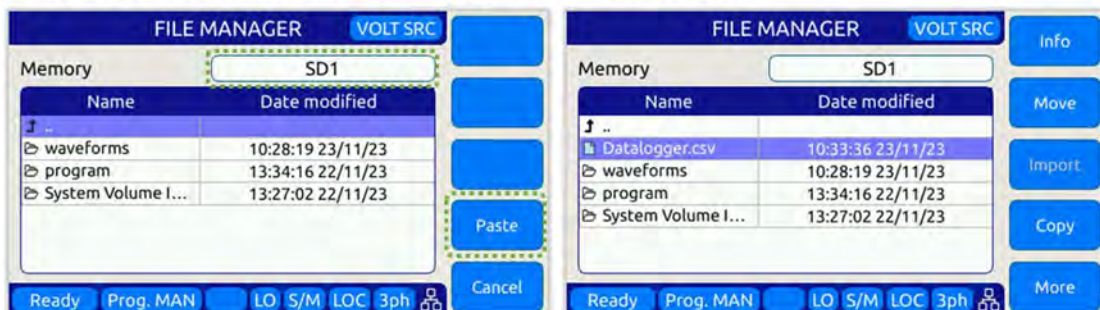 FILE MANAGER VOLT SRC
Memory SD1
Name Date modified
..
waveforms 10:28:19 23/11/23
program 13:34:16 22/11/23
System Volume I... 13:27:02 22/11/23
Paste
Cancel
Ready Prog. MAN LO S/M LOC 3ph
FILE MANAGER VOLT SRC
Memory SD1
Name Date modified
..
Datalogger.csv 10:33:36 23/11/23
waveforms 10:28:19 23/11/23
program 13:34:16 22/11/23
System Volume I... 13:27:02 22/11/23
Info
Move
Import
Copy
More
Ready Prog. MAN LO S/M LOC 3ph